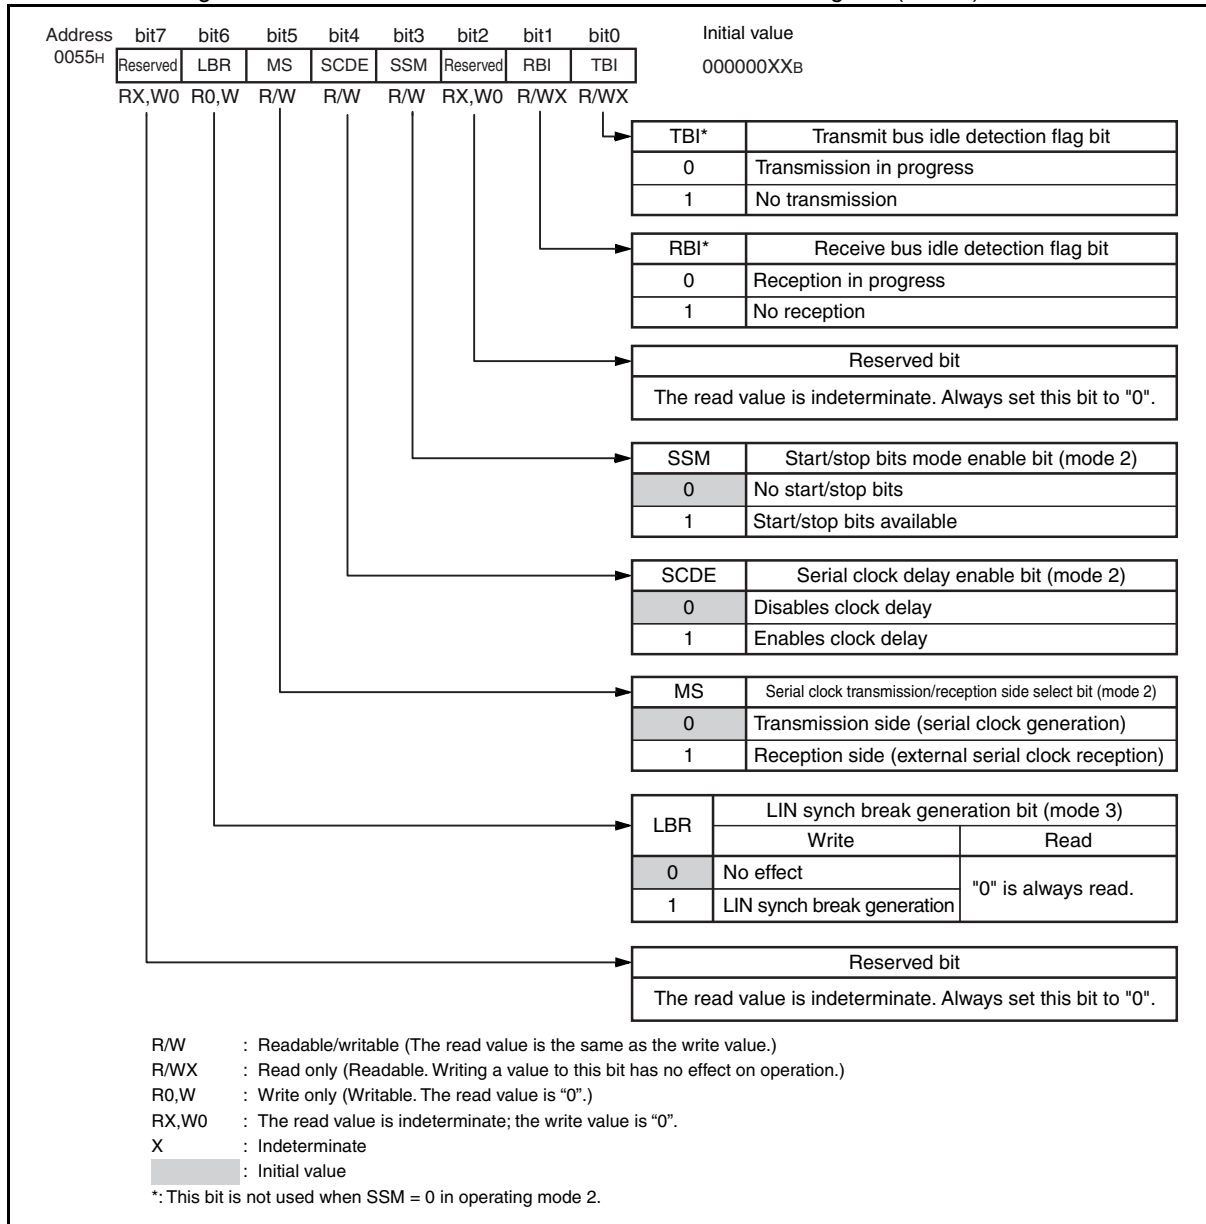 Address bit7 bit6 bit5 bit4 bit3 bit2 bit1 bit0 Initial value
0055H Reserved LBR MS SCDE SSM Reserved RBI TBI 000000XXB
RX,W0 R0,W R/W R/W R/W RX,W0 R/WX R/WX
TBI* Transmit bus idle detection flag bit
0 Transmission in progress
1 No transmission
RBI* Receive bus idle detection flag bit
0 Reception in progress
1 No reception
Reserved bit
The read value is indeterminate. Always set this bit to "0".
SSM Start/stop bits mode enable bit (mode 2)
0 No start/stop bits
1 Start/stop bits available
SCDE Serial clock delay enable bit (mode 2)
0 Disables clock delay
1 Enables clock delay
MS Serial clock transmission/reception side select bit (mode 2)
0 Transmission side (serial clock generation)
1 Reception side (external serial clock reception)
LBR LIN synch break generation bit (mode 3)
Write Read
0 No effect "0" is always read.
1 LIN synch break generation
Reserved bit
The read value is indeterminate. Always set this bit to "0".
R/W : Readable/writable (The read value is the same as the write value.)
R/WX : Read only (Readable. Writing a value to this bit has no effect on operation.)
R0,W : Write only (Writable. The read value is “0”.)
RX,W0 : The read value is indeterminate; the write value is “0”.
X : Indeterminate
: Initial value
*: This bit is not used when SSM = 0 in operating mode 2.